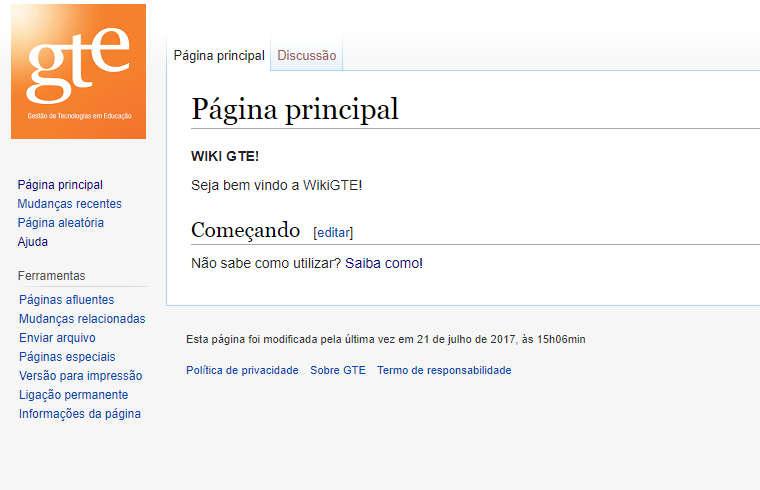 gte
Gestão de Tecnologias em Educação
Página principal
Discussão
Página principal
WIKI GTE!
Seja bem vindo a WikiGTE!
Começando [editar]
Não sabe como utilizar? Saiba como!
Página principal
Mudanças recentes
Página aleatória
Ajuda
Ferramentas
Páginas afluentes
Mudanças relacionadas
Enviar arquivo
Páginas especiais
Versão para impressão
Ligação permanente
Informações da página
Esta página foi modificada pela última vez em 21 de julho de 2017, às 15h06min
Política de privacidade Sobre GTE Termo de responsabilidade